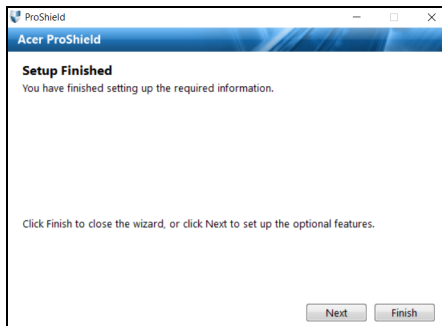 ProShield
Acer ProShield
Setup Finished
You have finished setting up the required information.
Click Finish to close the wizard, or click Next to set up the optional features.
Next Finish